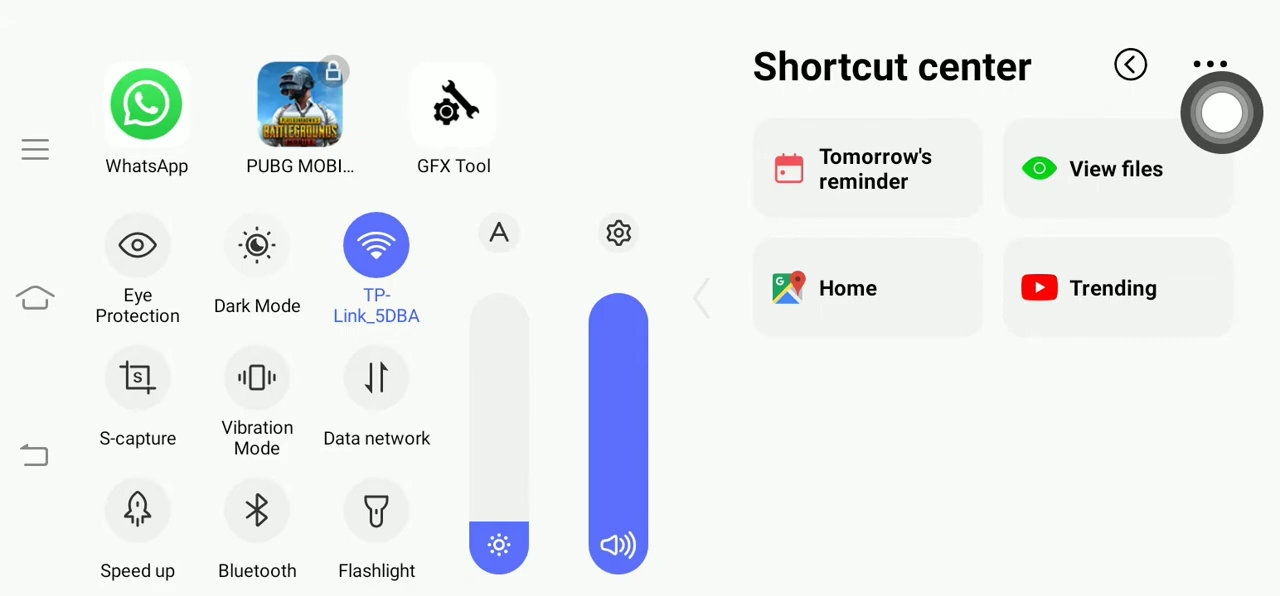 Shortcut center
WhatsApp
PUBG MOBI...
GFX Tool
Tomorrow's
reminder
View files
Home
Trending
A
Eye
Protection
Dark Mode
TP-
Link_5DBA
S
S-capture
Vibration
Mode
Data network
Speed up
Bluetooth
Flashlight